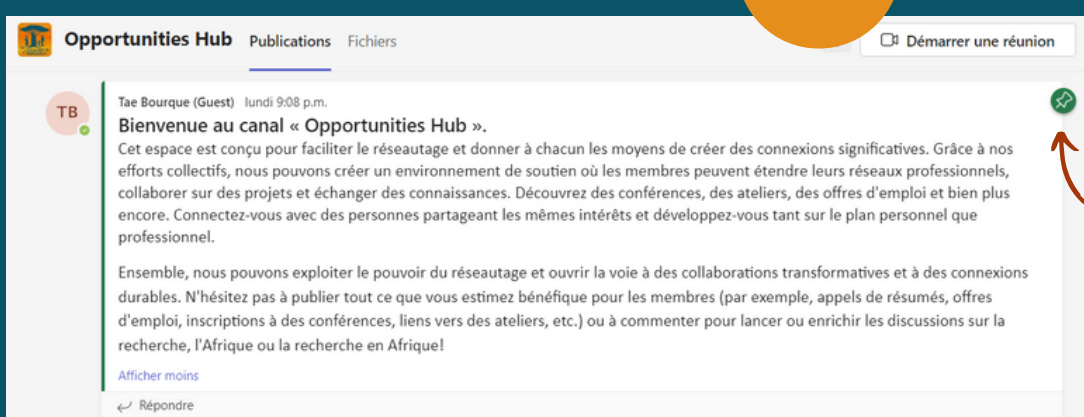 Opportunities Hub Publications Fichiers
Démarrer une réunion
TB
Tae Bourque (Guest) lundi 9:08 p.m.
Bienvenue au canal « Opportunities Hub ».
Cet espace est conçu pour faciliter le réseautage et donner à chacun les moyens de créer des connexions significatives. Grâce à nos
efforts collectifs, nous pouvons créer un environnement de soutien où les membres peuvent étendre leurs réseaux professionnels,
collaborer sur des projets et échanger des connaissances. Découvrez des conférences, des ateliers, des offres d'emploi et bien plus
encore. Connectez-vous avec des personnes partageant les mêmes intérêts et développez-vous tant sur le plan personnel que
professionnel.
Ensemble, nous pouvons exploiter le pouvoir du réseautage et ouvrir la voie à des collaborations transformatives et à des connexions
durables. N'hésitez pas à publier tout ce que vous estimez bénéfique pour les membres (par exemple, appels de résumés, offres
d'emploi, inscriptions à des conférences, liens vers des ateliers, etc.) ou à commenter pour lancer ou enrichir les discussions sur la
recherche, l'Afrique ou la recherche en Afrique!
Afficher moins
Répondre